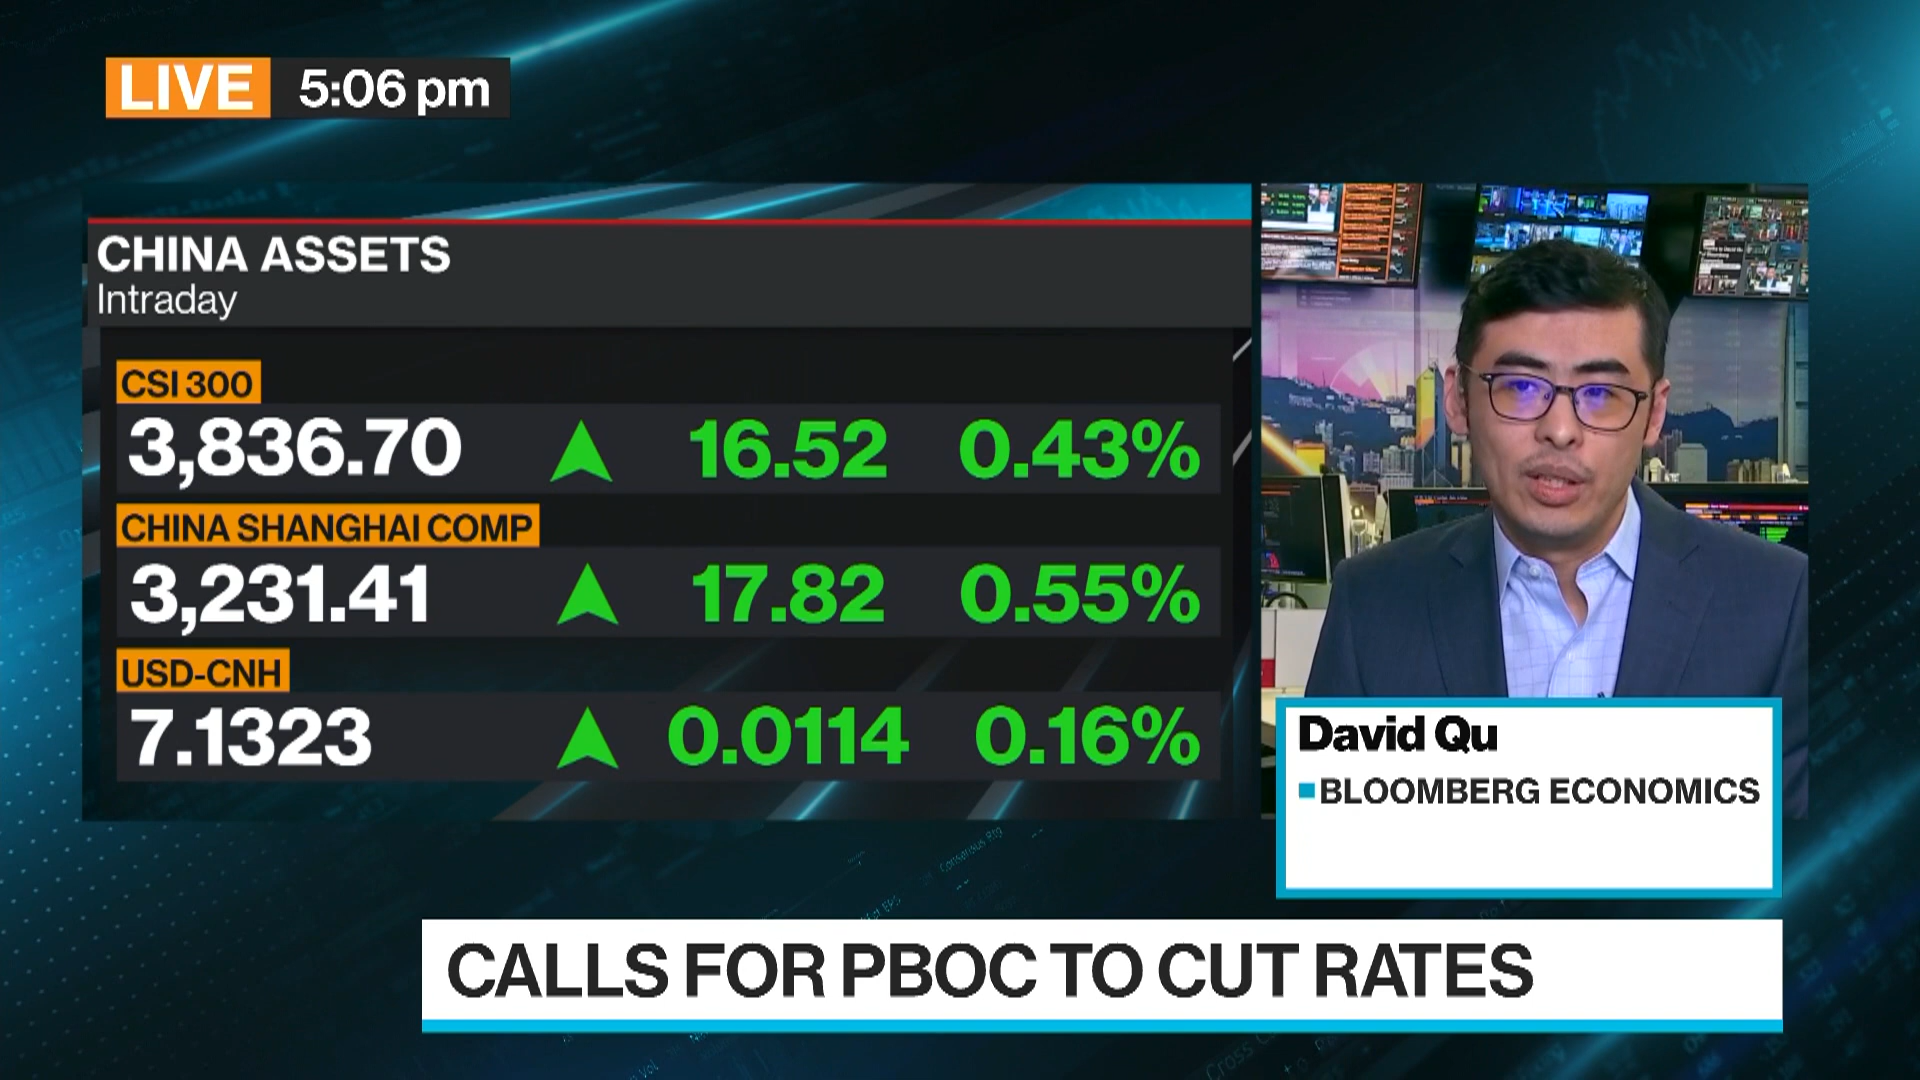 LIVE 5:06 pm
CHINA ASSETS
Intraday
CSI 300
3,836.70 ▲ 16.52 0.43%
CHINA SHANGHAI COMP
3,231.41 ▲ 17.82 0.55%
USD-CNH
7.1323 ▲ 0.0114 0.16%
David Qu
BLOOMBERG ECONOMICS
CALLS FOR PBOC TO CUT RATES